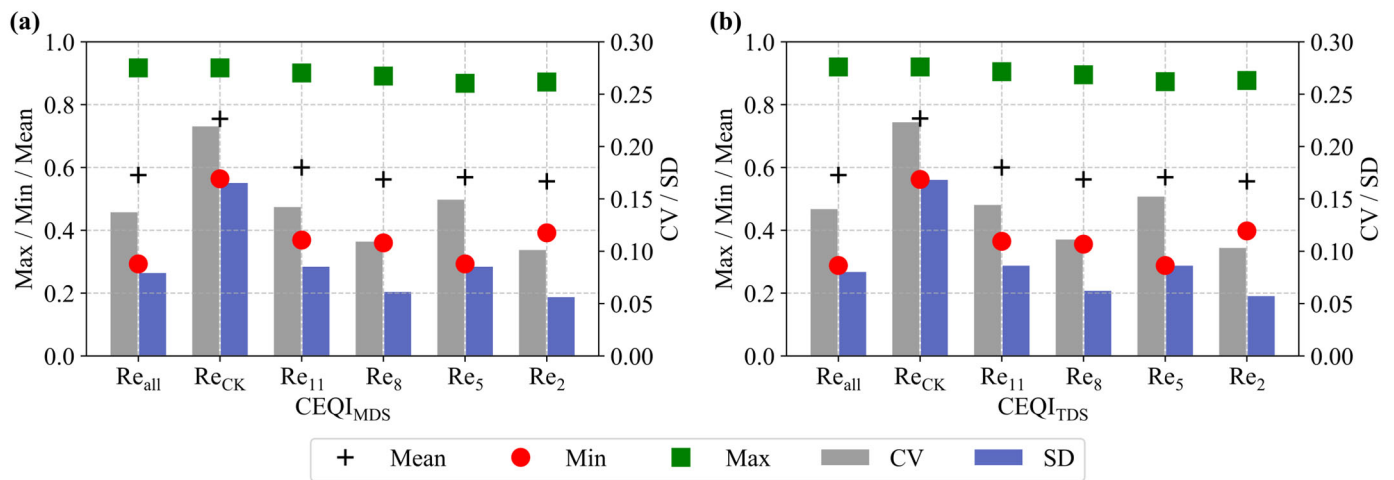 (a)
1.0
0.8
0.6
0.4
0.2
0.0
Max / Min / Mean
0.30
0.25
0.20
0.15
0.10
0.05
0.00
CV / SD
Re_all Re_CK Re_11 Re_8 Re_5 Re_2
CEQI_MDS
(b)
1.0
0.8
0.6
0.4
0.2
0.0
Max / Min / Mean
0.30
0.25
0.20
0.15
0.10
0.05
0.00
CV / SD
Re_all Re_CK Re_11 Re_8 Re_5 Re_2
CEQI_TDS
Mean Min Max CV SD